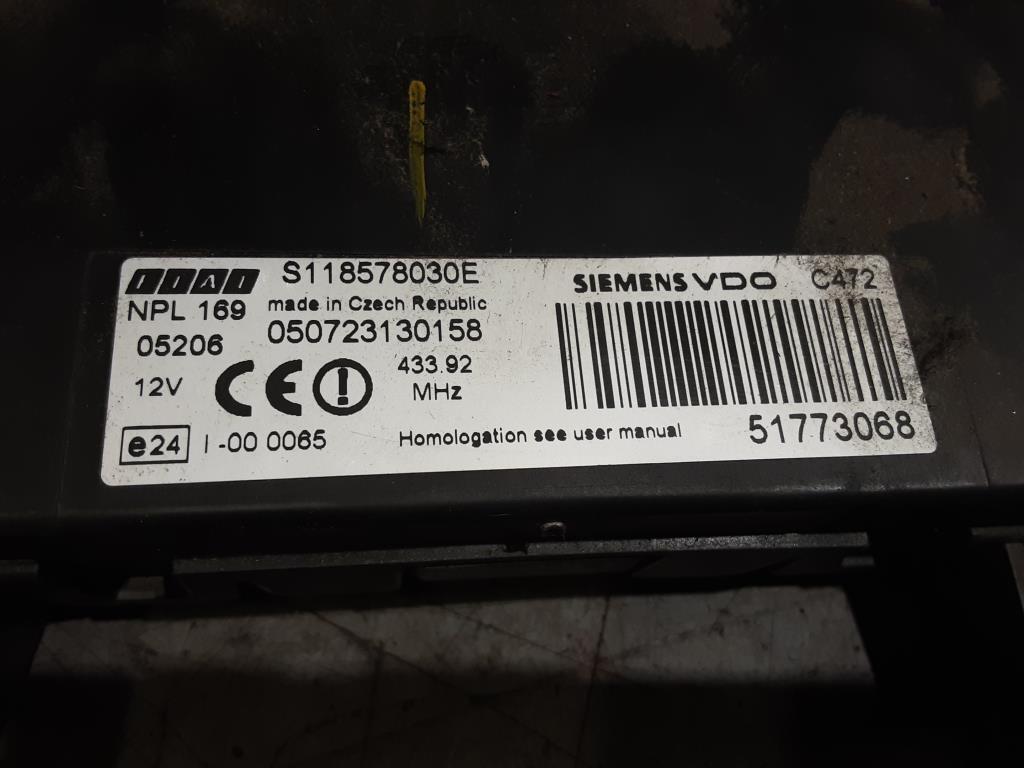 FIAT S118578030E SIEMENS VDO C472
NPL 169 made in Czech Republic
05206 050723130158
12V CE 433.92
MHz
e24 I-00 0065 Homologation see user manual 51773068